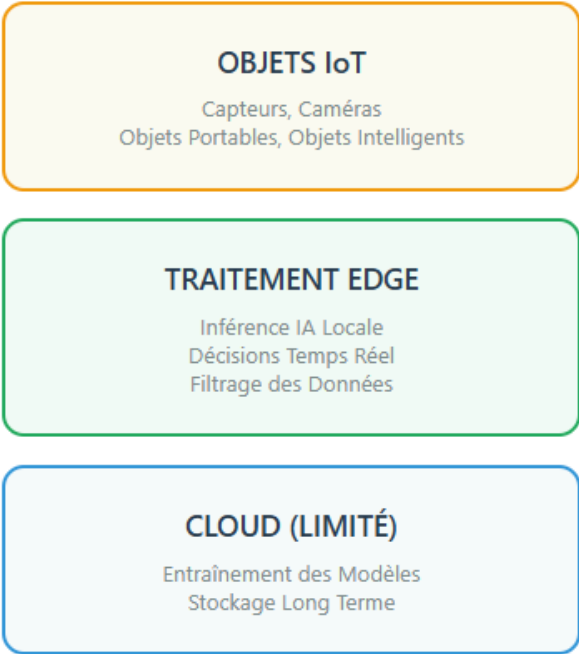 OBJETS IoT
Capteurs, Caméras
Objets Portables, Objets Intelligents
TRAITEMENT EDGE
Inférence IA Locale
Décisions Temps Réel
Filtrage des Données
CLOUD (LIMITÉ)
Entraînement des Modèles
Stockage Long Terme